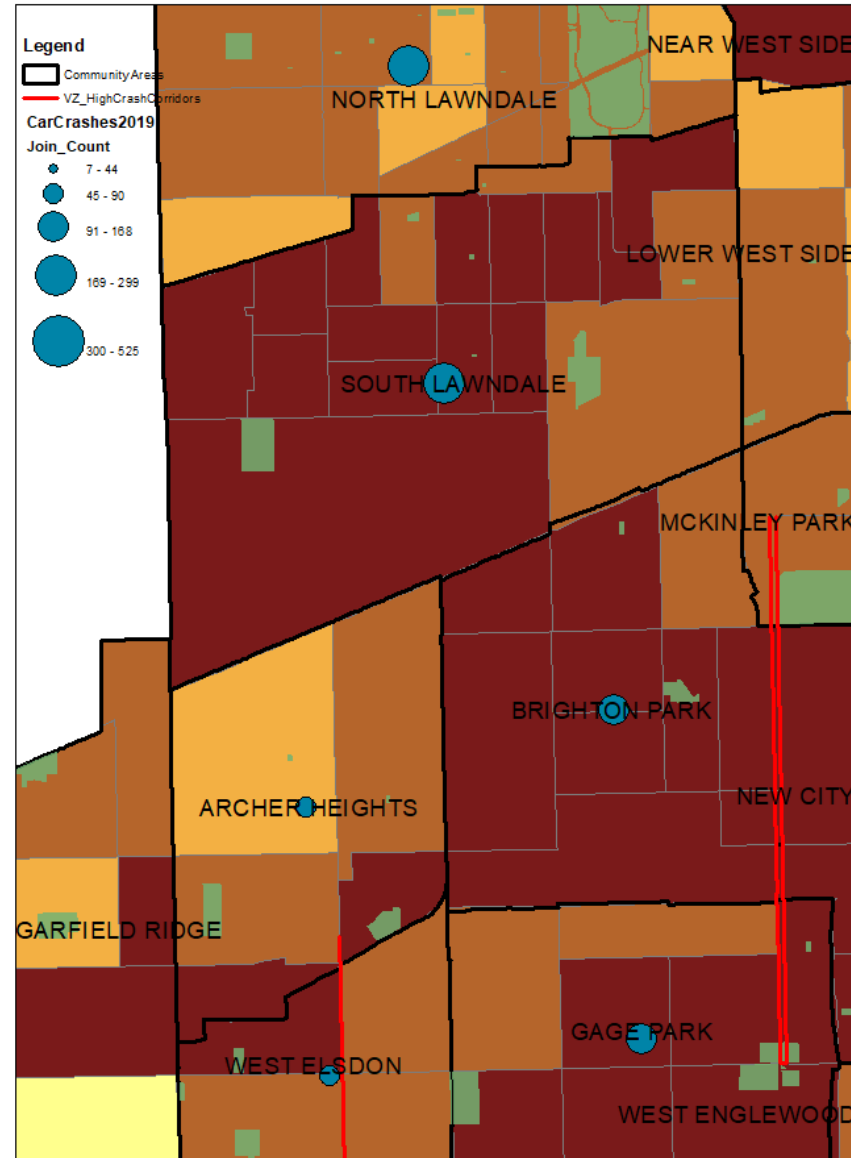 Legend
CommunityAreas
VZ_HighCrashCorridors
CarCrashes2019
Join_Count
7 - 44
45 - 90
91 - 168
169 - 299
300 - 525
NEAR WEST SIDE
NORTH LAWNDALE
LOWER WEST SIDE
SOUTH LAWNDALE
MCKINLEY PARK
BRIGHTON PARK
NEW CITY
ARCHER HEIGHTS
GARFIELD RIDGE
GAGE PARK
WEST ELSDON
WEST ENGLEWOOD